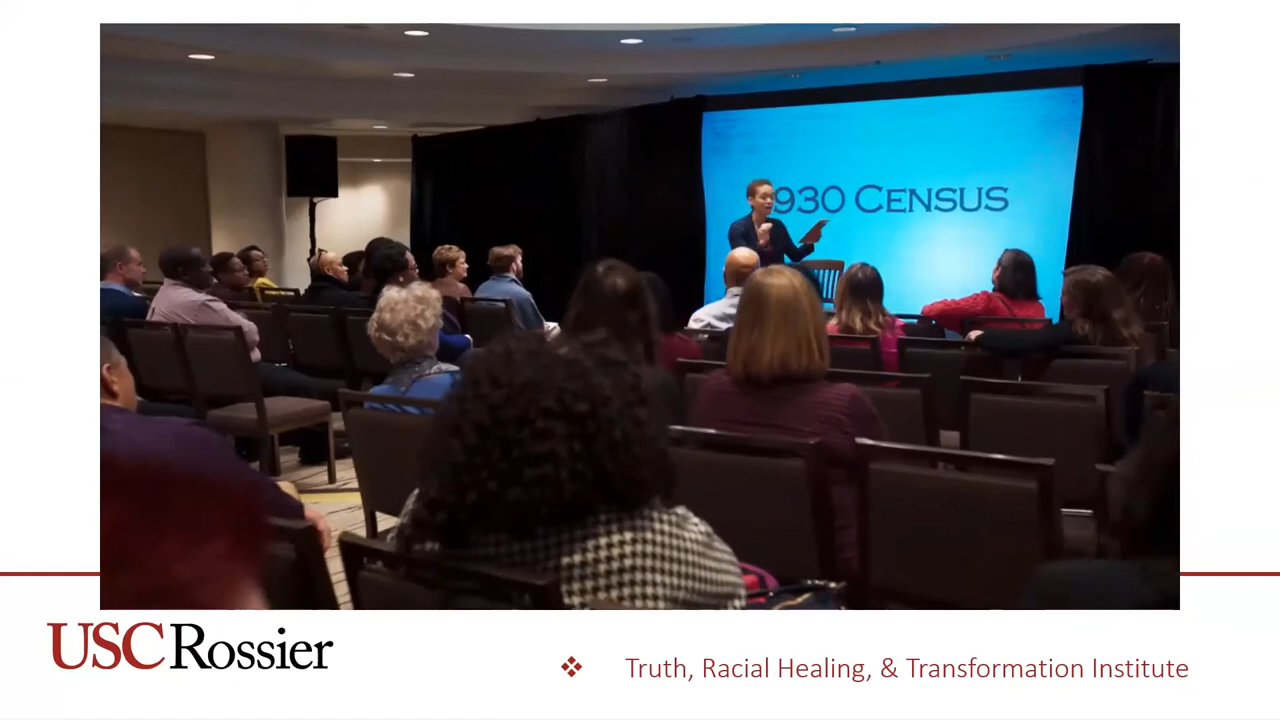 930 CENSUS
USC Rossier
❖ Truth, Racial Healing, & Transformation Institute